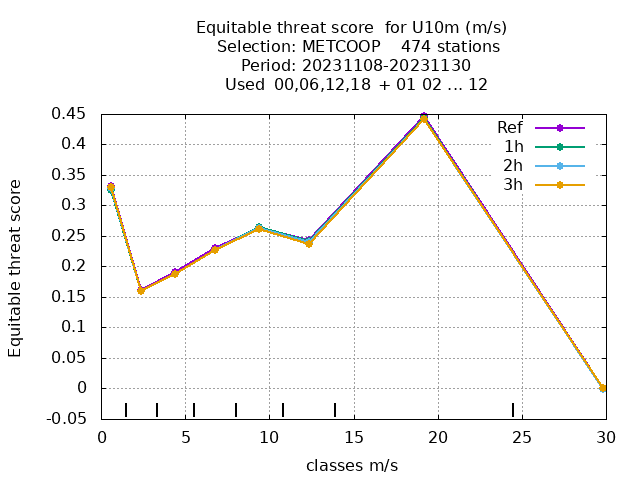 Equitable threat score  for U10m (m/s)
Selection: METCOOP    474 stations
Period: 20231108-20231130
Used  00,06,12,18  + 01 02 ... 12
Equitable threat score
0.45
0.4
0.35
0.3
0.25
0.2
0.15
0.1
0.05
0
-0.05
Ref
1h
2h
3h
0 5 10 15 20 25 30
classes m/s